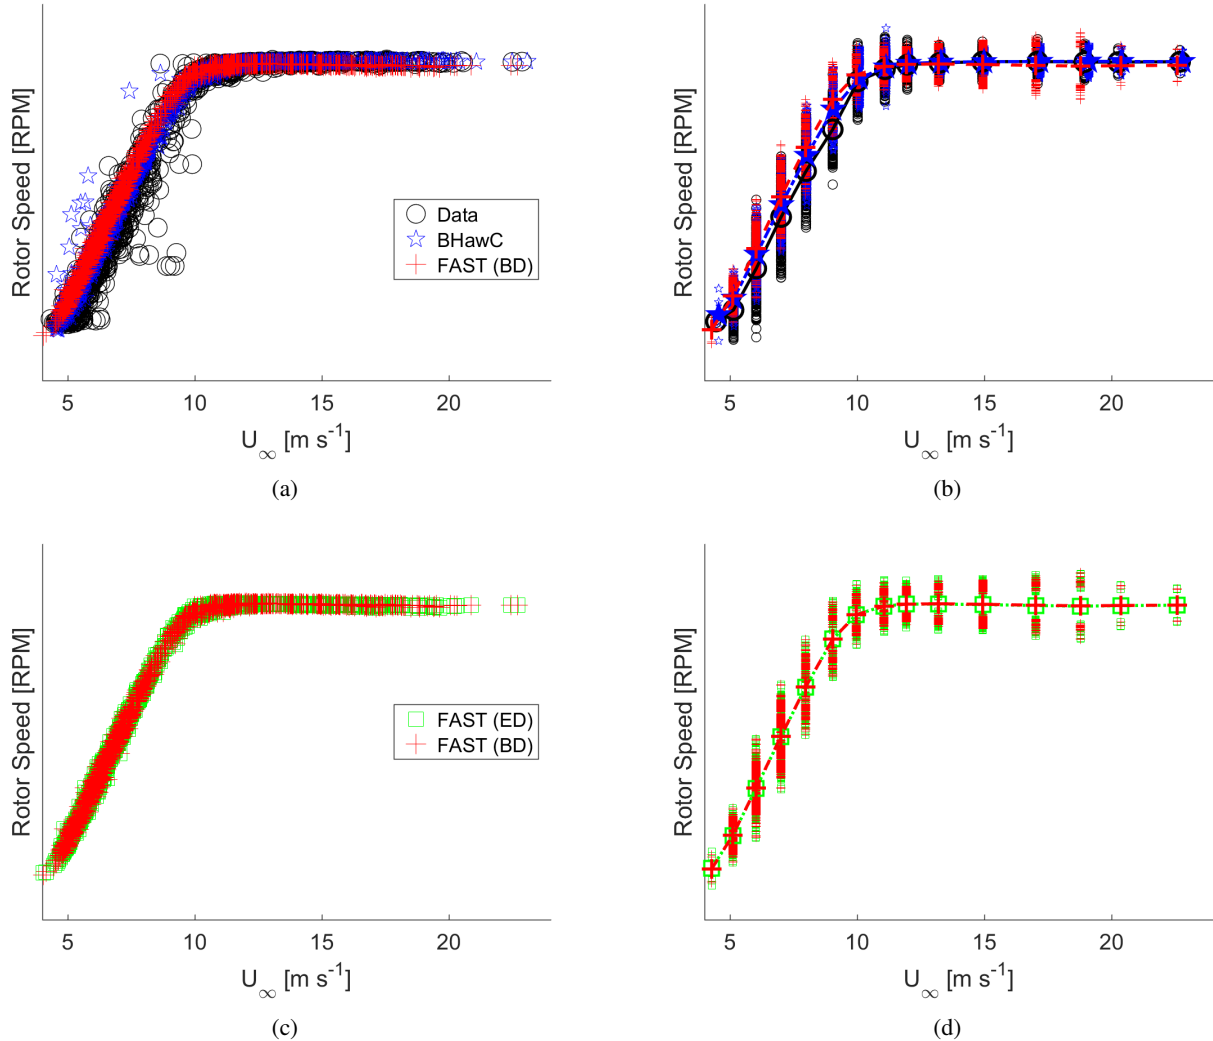 Rotor Speed [RPM]
Data
BHawC
FAST (BD)
5 10 15 20
U∞ [m s-1]
(a)
Rotor Speed [RPM]
5 10 15 20
U∞ [m s-1]
(b)
Rotor Speed [RPM]
FAST (ED)
FAST (BD)
5 10 15 20
U∞ [m s-1]
(c)
Rotor Speed [RPM]
5 10 15 20
U∞ [m s-1]
(d)